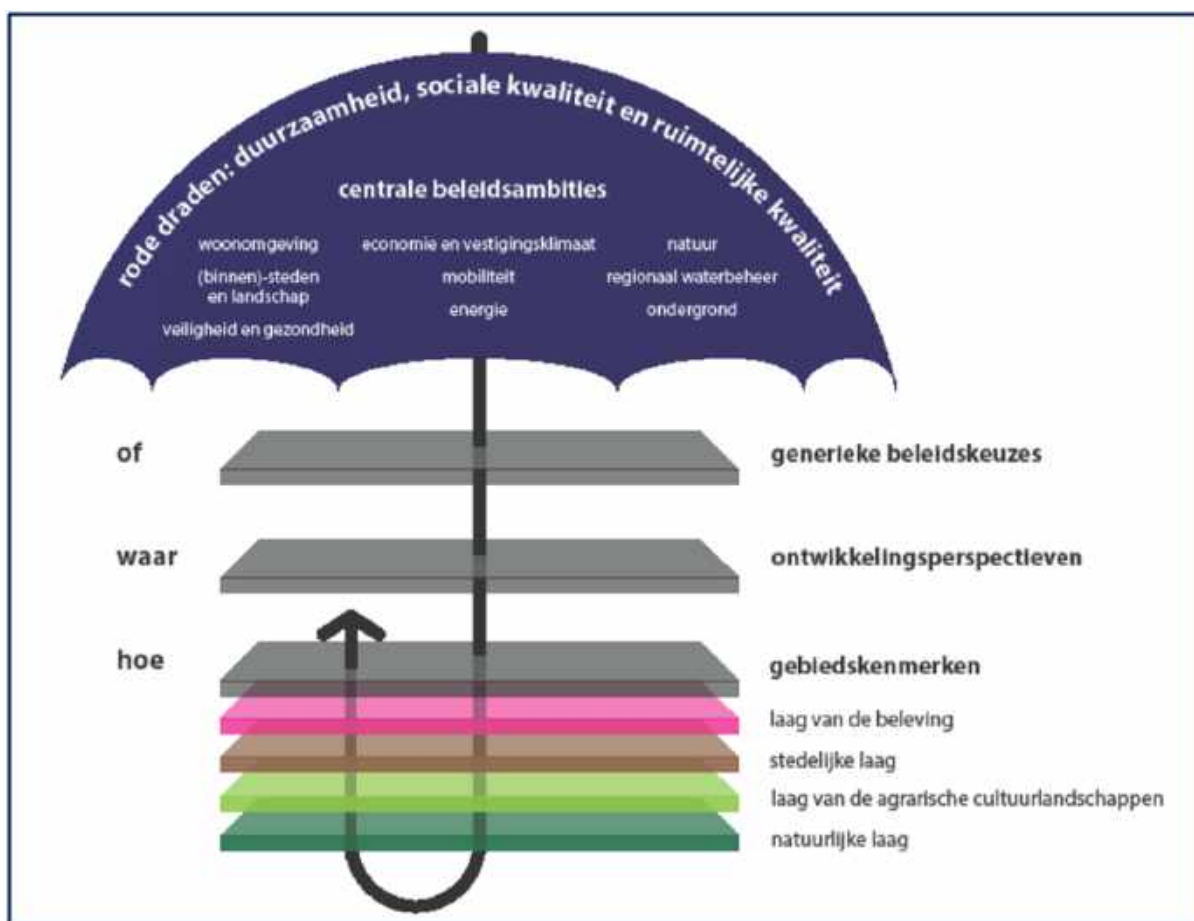 rode draden: duurzaamheid, sociale kwaliteit en ruimtelijke kwaliteit
centrale beleidsambities
woonomgeving
(binnen)-steden
en landschap
veiligheid en gezondheid
economie en vestigingsklimaat
mobiliteit
energie
natuur
regionaal waterbeheer
ondergrond
of
generieke beleidskeuzes
waar
ontwikkelingsperspectieven
hoe
gebiedskenmerken
laag van de beleving
stedelijke laag
laag van de agrarische cultuurlandschappen
natuurlijke laag